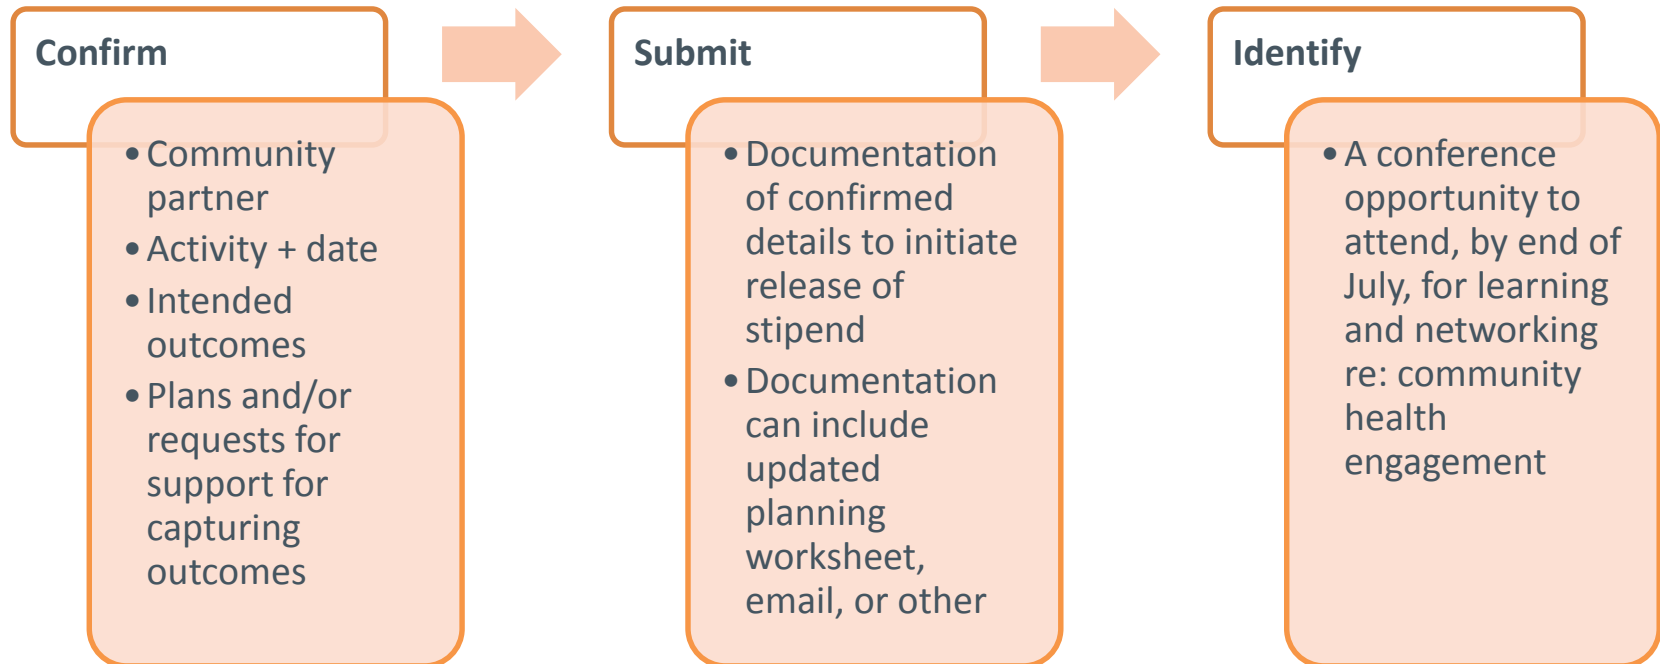 Confirm
• Community
partner
• Activity + date
• Intended
outcomes
• Plans and/or
requests for
support for
capturing
outcomes
Submit
• Documentation
of confirmed
details to initiate
release of
stipend
• Documentation
can include
updated
planning
worksheet,
email, or other
Identify
• A conference
opportunity to
attend, by end of
July, for learning
and networking
re: community
health
engagement